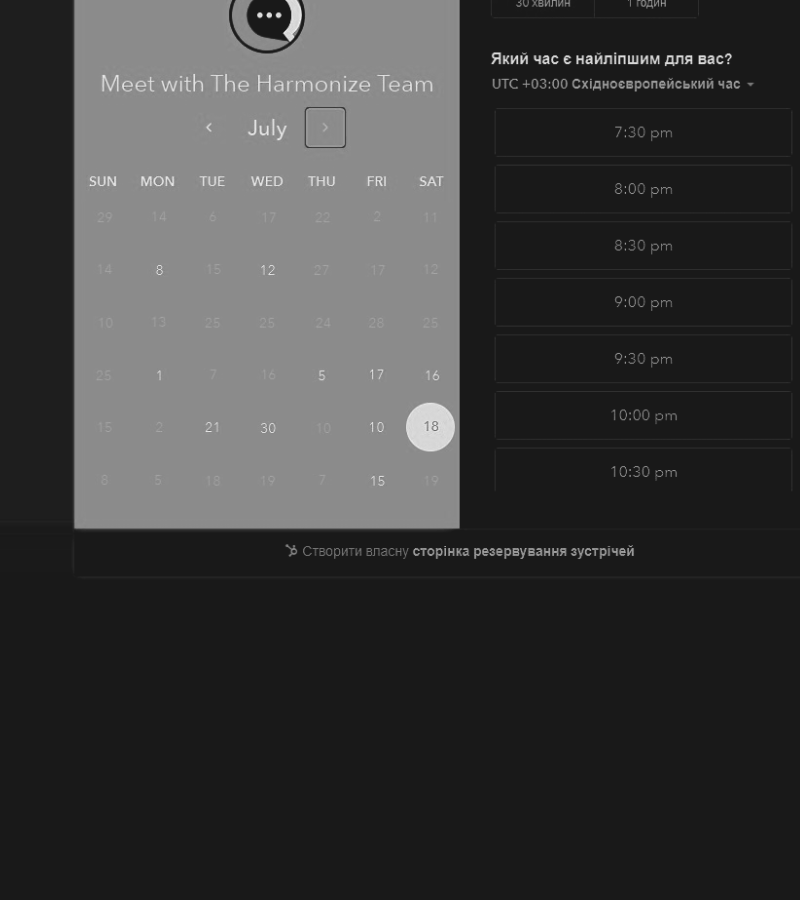 30 хвилин 1 годин
Meet with The Harmonize Team
July
SUN MON TUE WED THU FRI SAT
29 14 6 17 22 2 11
14 8 15 12 27 17 12
10 13 25 25 24 28 25
25 1 7 16 5 17 16
15 2 21 30 10 10 18
8 5 18 19 7 15 19
Який час є найліпшим для вас?
UTC +03:00 Східноєвропейський час
7:30 pm
8:00 pm
8:30 pm
9:00 pm
9:30 pm
10:00 pm
10:30 pm
Створити власну сторінка резервування зустрічей